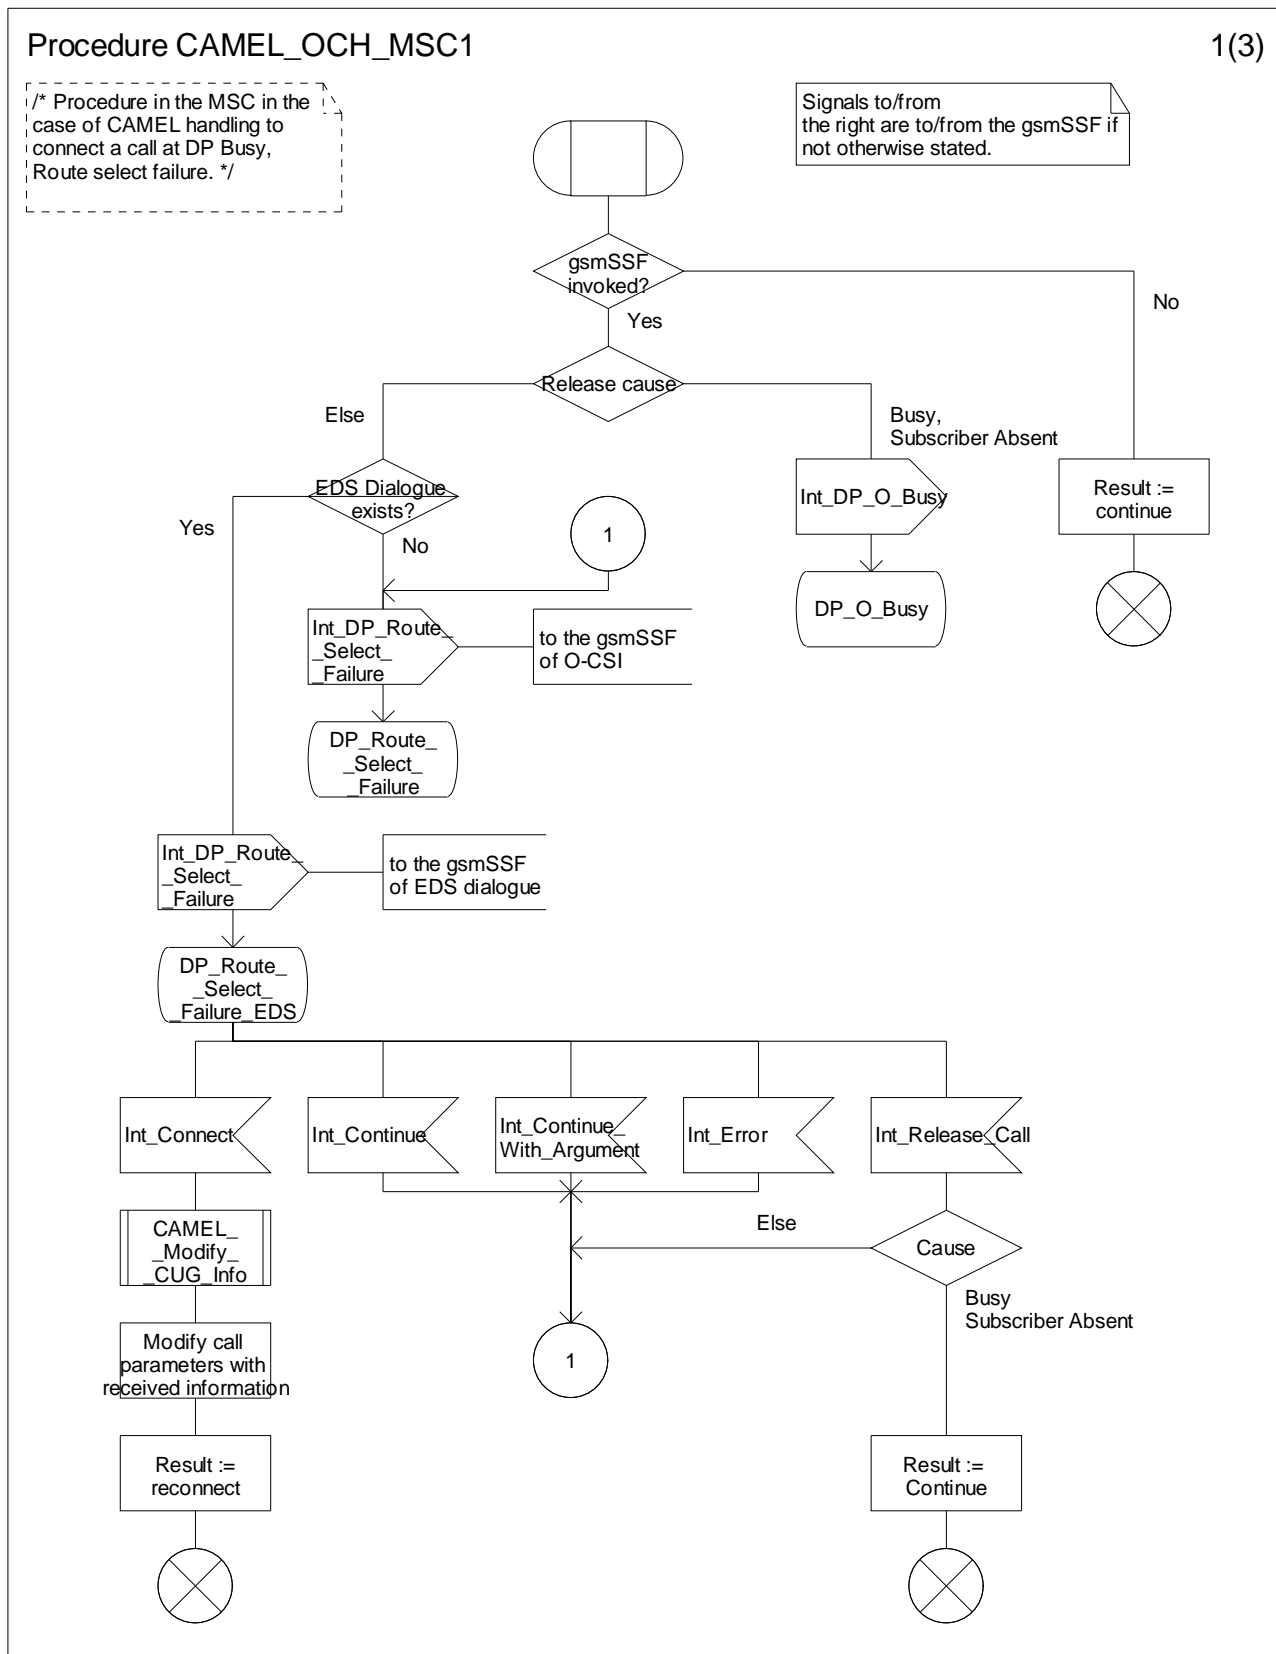 Procedure CAMEL_OCH_MSC1
1(3)
/* Procedure in the MSC in the
case of CAMEL handling to
connect a call at DP Busy,
Route select failure. */
Signals to/from
the right are to/from the gsmSSF if
not otherwise stated.
gsmSSF
invoked?
No
Yes
Release cause
Else
Busy,
Subscriber Absent
EDS Dialogue
exists?
Yes
No
1
Int_DP_O_Busy
Result :=
continue
DP_O_Busy
Int_DP_Route_
_Select_
_Failure
to the gsmSSF
of O-CSI
DP_Route_
_Select_
_Failure
Int_DP_Route_
_Select_
_Failure
to the gsmSSF
of EDS dialogue
DP_Route_
_Select_
_Failure_EDS
Int_Connect
Int_Continue
Int_Continue_
With_Argument
Int_Error
Int_Release_Call
CAMEL_
_Modify_
_CUG_Info
Else
Cause
Busy
Subscriber Absent
Modify call
parameters with
received information
1
Result :=
reconnect
Result :=
Continue